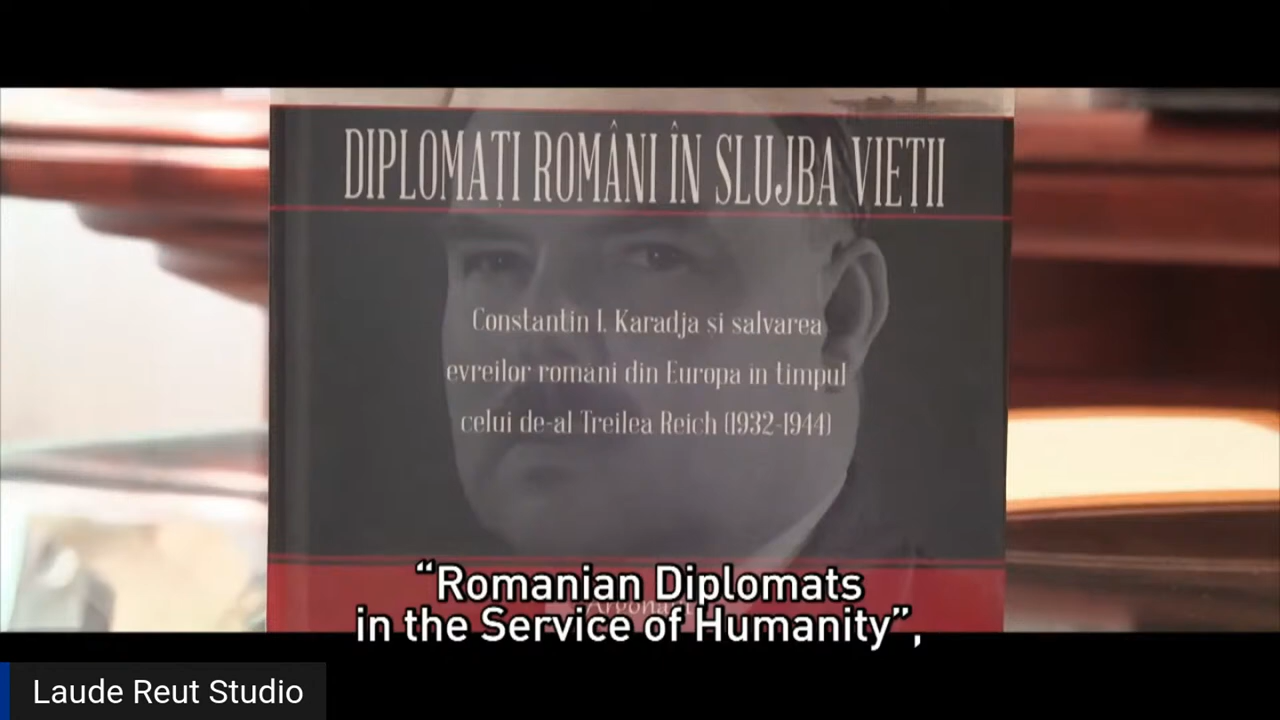 DIPLOMAȚI ROMÂNI ÎN SLUJBA VIEȚII
Constantin I. Karadja si salvarea
evreilor romani din Europa in timpul
celui de-al Treilea Reich (1932-1944)
“Romanian Diplomats
in the Service of Humanity”,
Laude Reut Studio